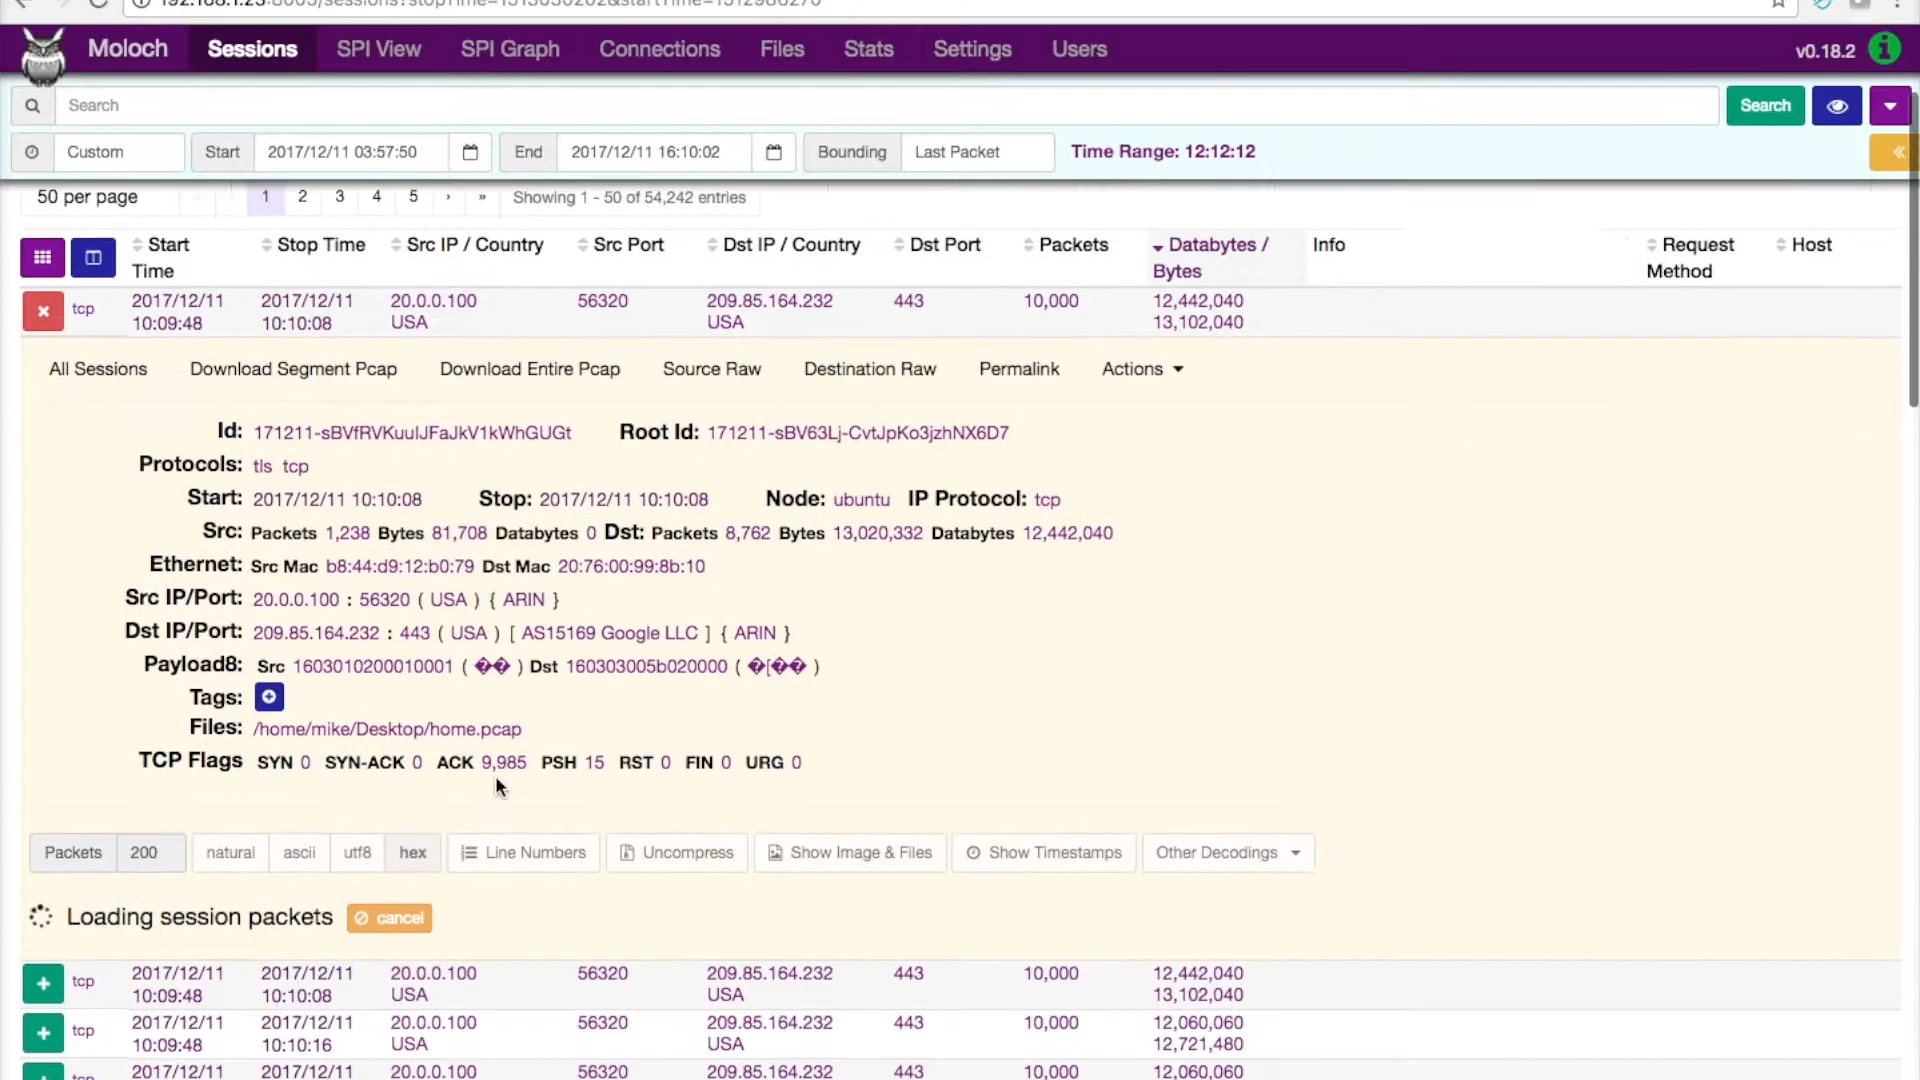 192.168.1.23:8005/sessions?stopTime=1513030202&startTime=1512986270
Moloch Sessions SPI View SPI Graph Connections Files Stats Settings Users v0.18.2
Search Search
Custom Start 2017/12/11 03:57:50 End 2017/12/11 16:10:02 Bounding Last Packet Time Range: 12:12:12
50 per page 1 2 3 4 5 › » Showing 1 - 50 of 54,242 entries
Start Time Stop Time Src IP / Country Src Port Dst IP / Country Dst Port Packets Databytes / Bytes Info Request Method Host
tcp 2017/12/11 2017/12/11 20.0.0.100 56320 209.85.164.232 443 10,000 12,442,040
10:09:48 10:10:08 USA USA 13,102,040
All Sessions Download Segment Pcap Download Entire Pcap Source Raw Destination Raw Permalink Actions
Id: 171211-sBVfRVKuulJFaJkV1kWhGUGt Root Id: 171211-sBV63Lj-CvtJpKo3jzhNX6D7
Protocols: tls tcp
Start: 2017/12/11 10:10:08 Stop: 2017/12/11 10:10:08 Node: ubuntu IP Protocol: tcp
Src: Packets 1,238 Bytes 81,708 Databytes 0 Dst: Packets 8,762 Bytes 13,020,332 Databytes 12,442,040
Ethernet: Src Mac b8:44:d9:12:b0:79 Dst Mac 20:76:00:99:8b:10
Src IP/Port: 20.0.0.100 : 56320 ( USA ) { ARIN }
Dst IP/Port: 209.85.164.232 : 443 ( USA ) [ AS15169 Google LLC ] { ARIN }
Payload8: Src 1603010200010001 ( �� ) Dst 160303005b020000 ( �[�� )
Tags:
Files: /home/mike/Desktop/home.pcap
TCP Flags SYN 0 SYN-ACK 0 ACK 9,985 PSH 15 RST 0 FIN 0 URG 0
Packets 200 natural ascii utf8 hex Line Numbers Uncompress Show Image & Files Show Timestamps Other Decodings
Loading session packets cancel
tcp 2017/12/11 2017/12/11 20.0.0.100 56320 209.85.164.232 443 10,000 12,442,040
10:09:48 10:10:08 USA USA 13,102,040
tcp 2017/12/11 2017/12/11 20.0.0.100 56320 209.85.164.232 443 10,000 12,060,060
10:09:48 10:10:16 USA USA 12,721,480
tcp 2017/12/11 2017/12/11 20.0.0.100 56320 209.85.164.232 443 10,000 12,060,060